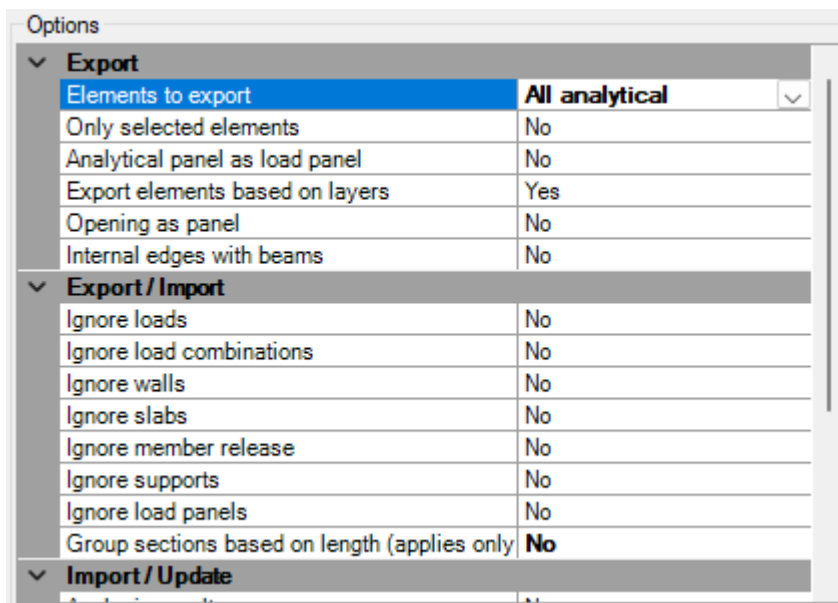 Options
Export
Elements to export All analytical
Only selected elements No
Analytical panel as load panel No
Export elements based on layers Yes
Opening as panel No
Internal edges with beams No
Export / Import
Ignore loads No
Ignore load combinations No
Ignore walls No
Ignore slabs No
Ignore member release No
Ignore supports No
Ignore load panels No
Group sections based on length (applies only No
Import / Update